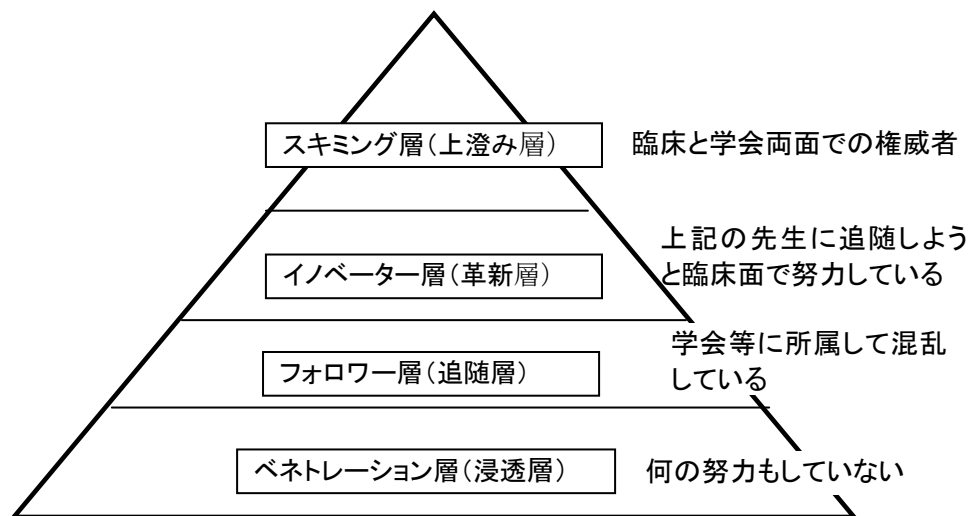 スキミング層(上澄み層)
臨床と学会両面での権威者
イノベーター層(革新層)
上記の先生に追随しよう
と臨床面で努力している
フォロワー層(追随層)
学会等に所属して混乱
している
ベネトレーション層(浸透層)
何の努力もしていない